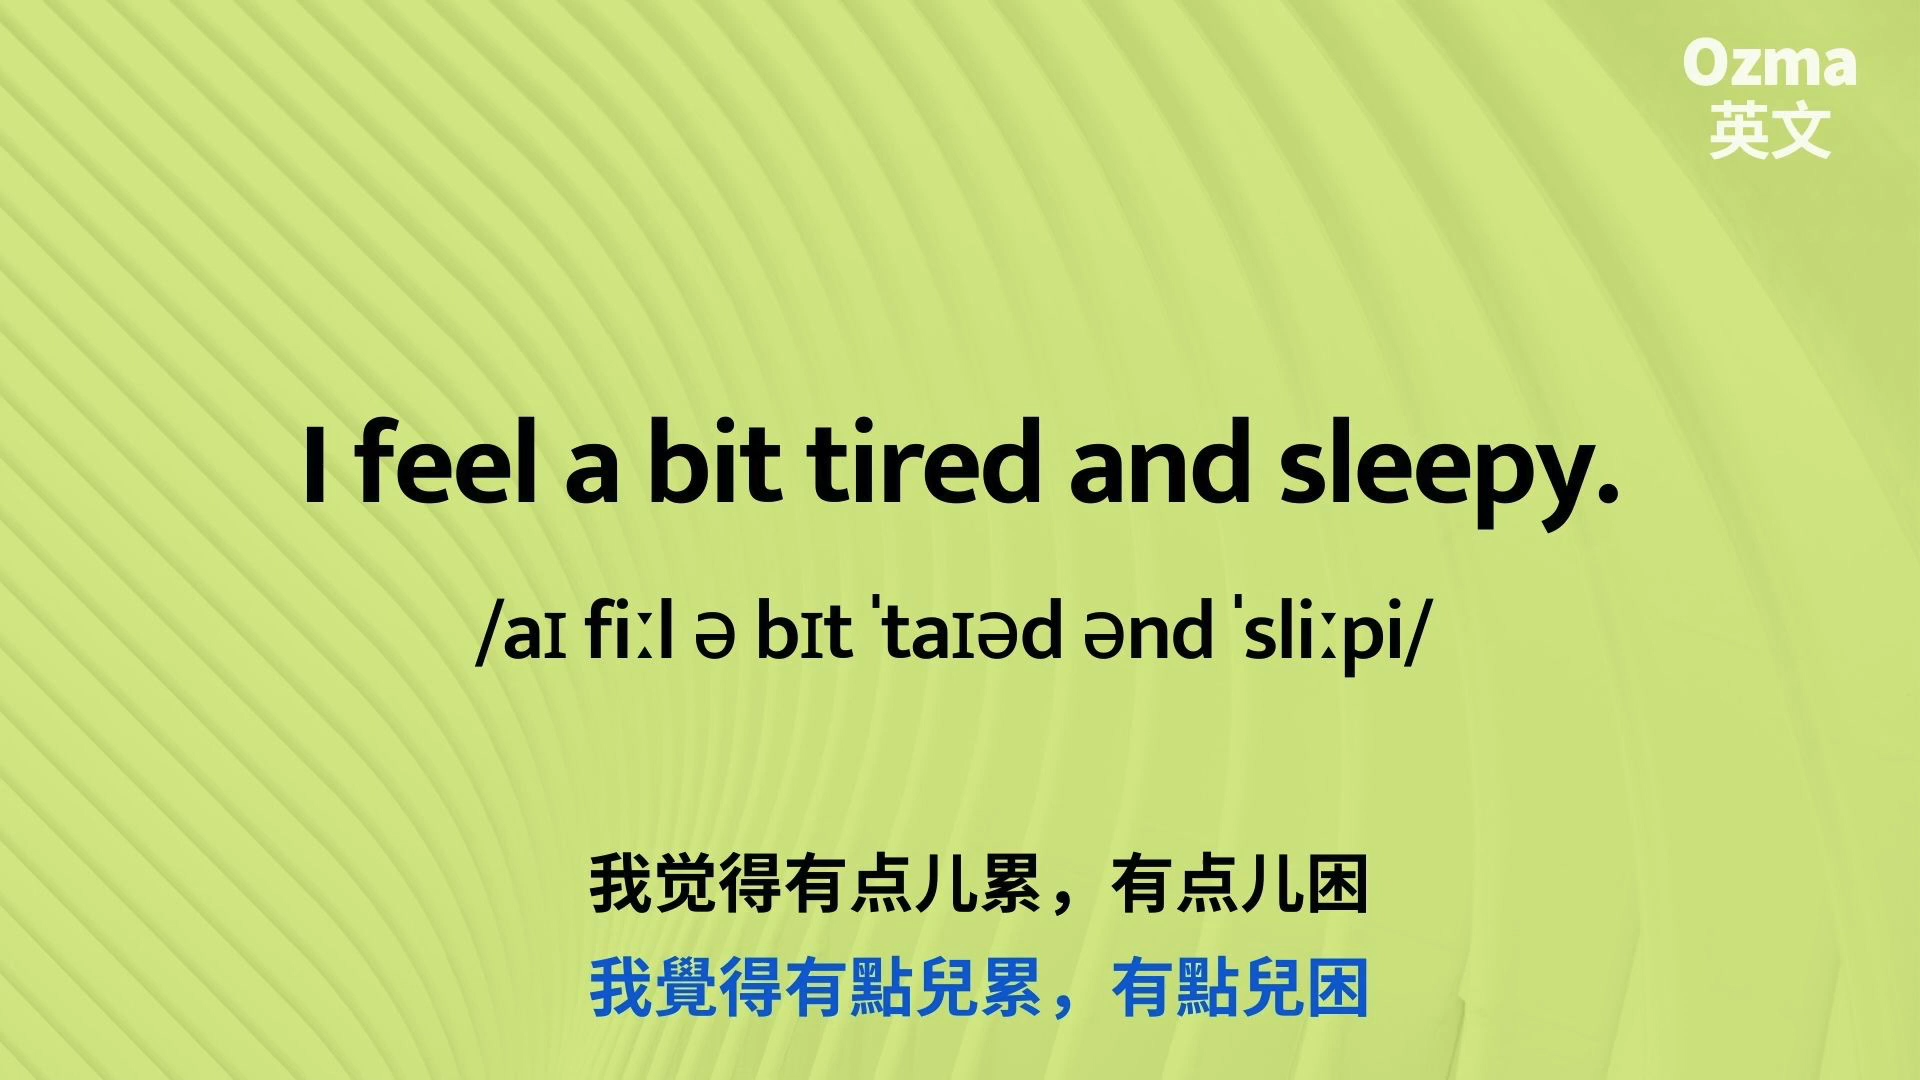 Ozma
英文
I feel a bit tired and sleepy.
/aɪ fiːl ə bɪt ˈtaɪəd ənd ˈsliːpi/
我觉得有点儿累，有点儿困
我覺得有點兒累，有點兒困